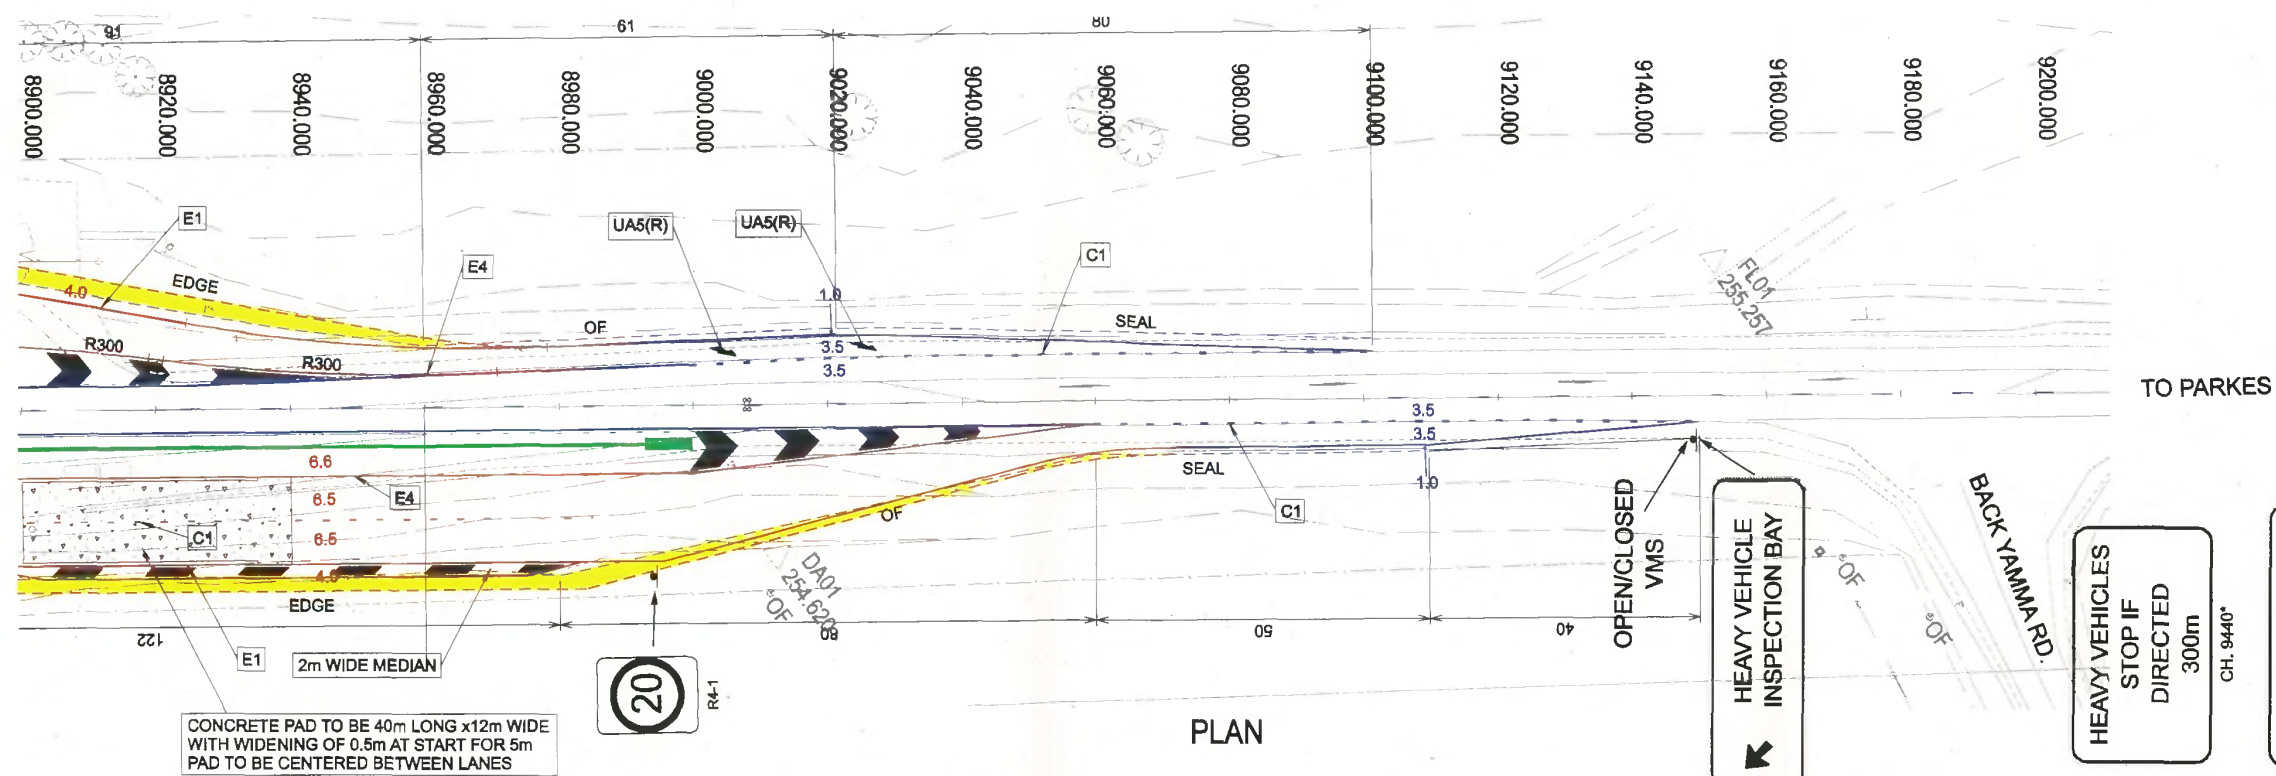 91
61
80
8900.000
8920.000
8940.000
8960.000
8980.000
9000.000
9020.000
9040.000
9060.000
9080.000
9100.000
9120.000
9140.000
9160.000
9180.000
9200.000
E1
UA5(R)
UA5(R)
C1
E4
EDGE
4.0
OF
1.0
SEAL
FL01
255.257
R300
R300
3.5
3.5
TO PARKES
3.5
3.5
6.6
SEAL
1.0
E4
6.5
C1
6.5
OF
C1
4.0
EDGE
DA01
254.620
OF
OPEN/CLOSED
VMS
HEAVY VEHICLE
INSPECTION BAY
OF
OF
BACK YAMMA RD.
HEAVY VEHICLES
STOP IF
DIRECTED
300m
CH. 9440*
122
80
50
40
E1
2m WIDE MEDIAN
20
R4-1
CONCRETE PAD TO BE 40m LONG x12m WIDE
WITH WIDENING OF 0.5m AT START FOR 5m
PAD TO BE CENTERED BETWEEN LANES
PLAN